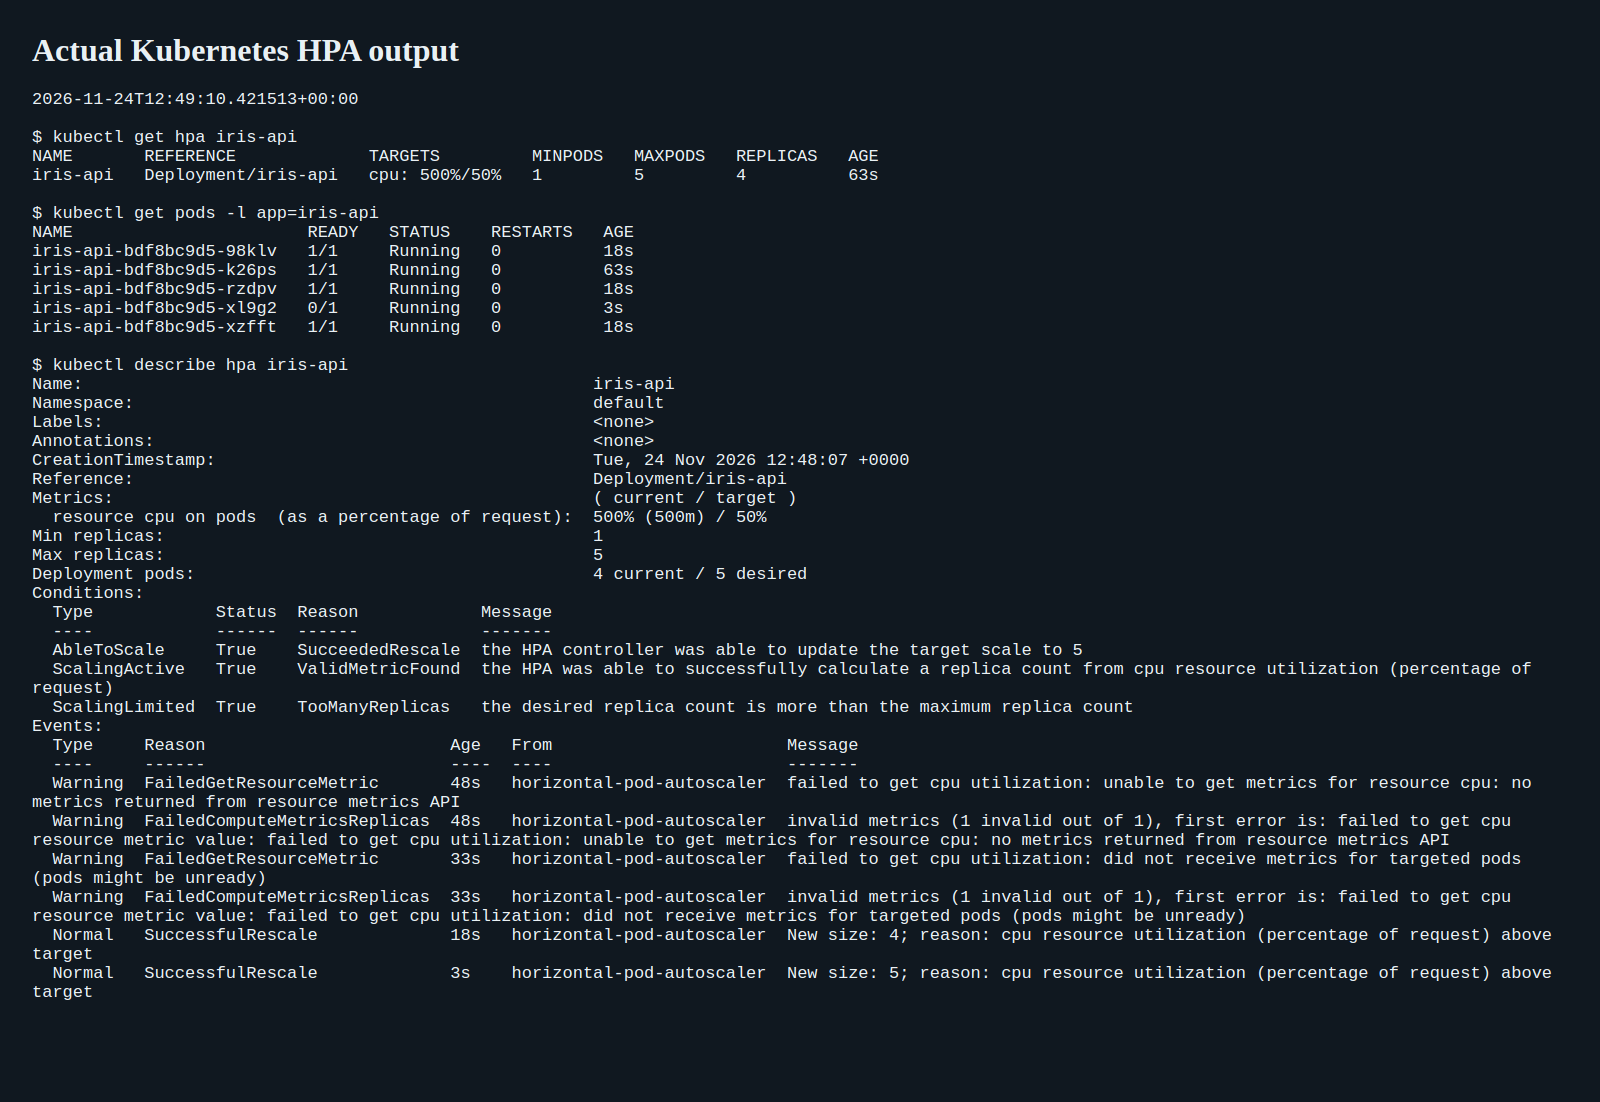 Actual Kubernetes HPA output
2026-11-24T12:49:10.421513+00:00
$ kubectl get hpa iris-api
NAME       REFERENCE             TARGETS         MINPODS   MAXPODS   REPLICAS   AGE
iris-api   Deployment/iris-api   cpu: 500%/50%   1         5         4          63s
$ kubectl get pods -l app=iris-api
NAME                       READY   STATUS    RESTARTS   AGE
iris-api-bdf8bc9d5-98klv   1/1     Running   0          18s
iris-api-bdf8bc9d5-k26ps   1/1     Running   0          63s
iris-api-bdf8bc9d5-rzdpv   1/1     Running   0          18s
iris-api-bdf8bc9d5-xl9g2   0/1     Running   0          3s
iris-api-bdf8bc9d5-xzfft   1/1     Running   0          18s
$ kubectl describe hpa iris-api
Name:                                                  iris-api
Namespace:                                             default
Labels:                                                <none>
Annotations:                                           <none>
CreationTimestamp:                                     Tue, 24 Nov 2026 12:48:07 +0000
Reference:                                             Deployment/iris-api
Metrics:                                               ( current / target )
  resource cpu on pods  (as a percentage of request):  500% (500m) / 50%
Min replicas:                                          1
Max replicas:                                          5
Deployment pods:                                       4 current / 5 desired
Conditions:
  Type            Status  Reason            Message
  ----            ------  ------            -------
  AbleToScale     True    SucceededRescale  the HPA controller was able to update the target scale to 5
  ScalingActive   True    ValidMetricFound  the HPA was able to successfully calculate a replica count from cpu resource utilization (percentage of
request)
  ScalingLimited  True    TooManyReplicas   the desired replica count is more than the maximum replica count
Events:
  Type     Reason                        Age   From                       Message
  ----     ------                        ----  ----                       -------
  Warning  FailedGetResourceMetric       48s   horizontal-pod-autoscaler  failed to get cpu utilization: unable to get metrics for resource cpu: no
metrics returned from resource metrics API
  Warning  FailedComputeMetricsReplicas  48s   horizontal-pod-autoscaler  invalid metrics (1 invalid out of 1), first error is: failed to get cpu
resource metric value: failed to get cpu utilization: unable to get metrics for resource cpu: no metrics returned from resource metrics API
  Warning  FailedGetResourceMetric       33s   horizontal-pod-autoscaler  failed to get cpu utilization: did not receive metrics for targeted pods
(pods might be unready)
  Warning  FailedComputeMetricsReplicas  33s   horizontal-pod-autoscaler  invalid metrics (1 invalid out of 1), first error is: failed to get cpu
resource metric value: failed to get cpu utilization: did not receive metrics for targeted pods (pods might be unready)
  Normal   SuccessfulRescale             18s   horizontal-pod-autoscaler  New size: 4; reason: cpu resource utilization (percentage of request) above
target
  Normal   SuccessfulRescale             3s    horizontal-pod-autoscaler  New size: 5; reason: cpu resource utilization (percentage of request) above
target